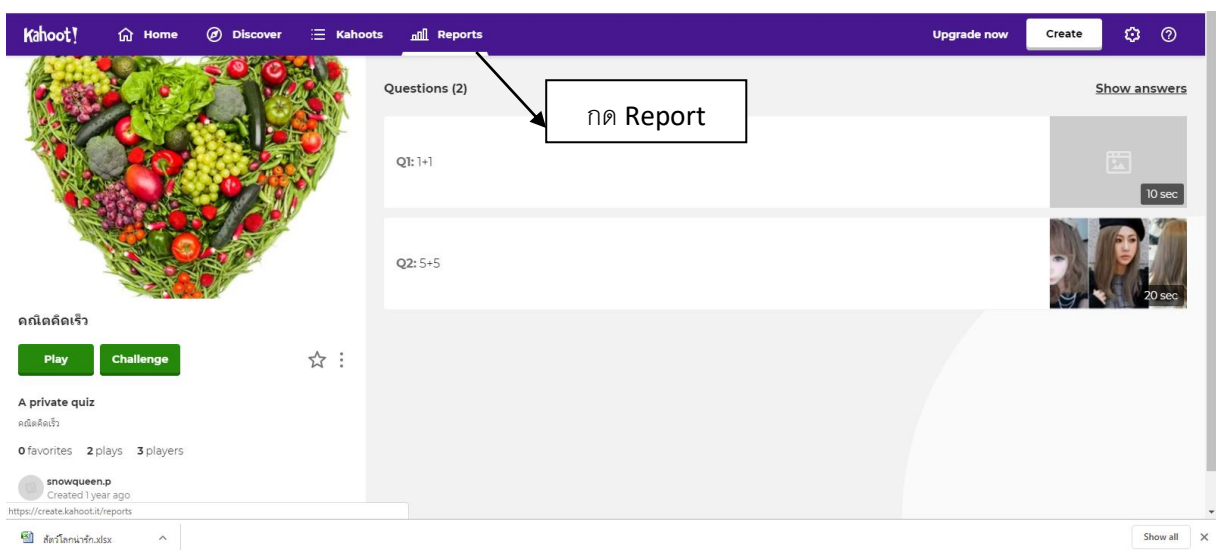 Kahoot! Home Discover Kahoots Reports Upgrade now Create
Questions (2) Show answers
กด Report
Q1: 1+1
10 sec
Q2: 5+5
20 sec
คณิตคิดเร็ว
Play Challenge
A private quiz
คณิตคิดเร็ว
0 favorites 2 plays 3 players
snowqueen.p
Created 1 year ago
https://create.kahoot.it/reports
สัตว์โลกน่ารัก.xlsx Show all